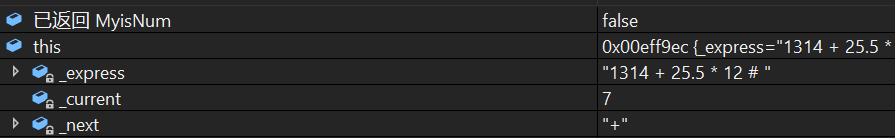 已返回 MyisNum false
this 0x00eff9ec {_express="1314 + 25.5 *
_express "1314 + 25.5 * 12 # "
_current 7
_next "+"